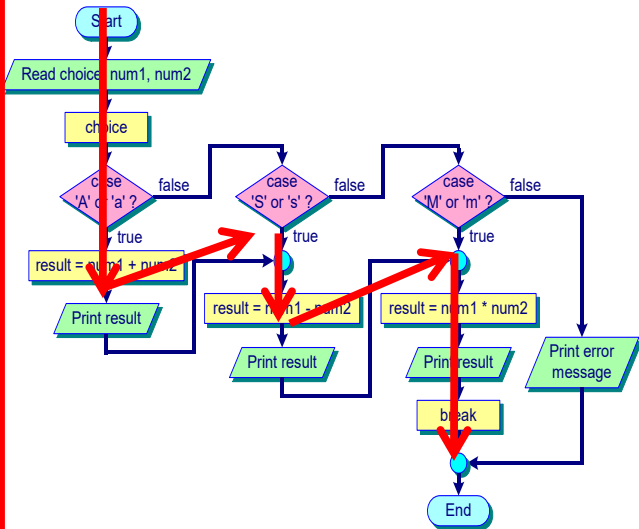 Start
Read choice, num1, num2
choice
case
'A' or 'a' ?
false
true
case
'S' or 's' ?
false
true
case
'M' or 'm' ?
false
true
result = num1 + num2
Print result
result = num1 - num2
Print result
result = num1 * num2
Print result
break
Print error
message
End